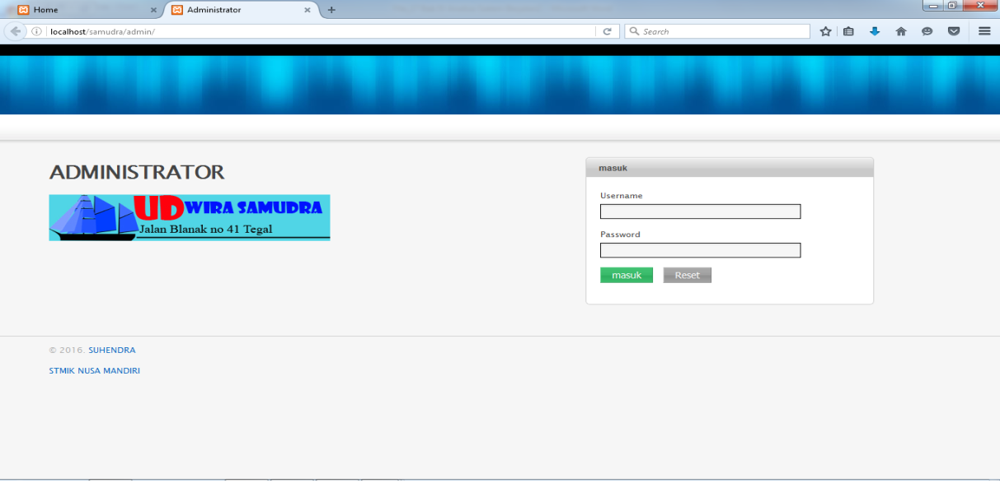 Home
Administrator
localhost/samudra/admin/
Search
ADMINISTRATOR
UD WIRA SAMUDRA
Jalan Blanak no 41 Tegal
masuk
Username
Password
masuk
Reset
© 2016. SUHENDRA
STMIK NUSA MANDIRI